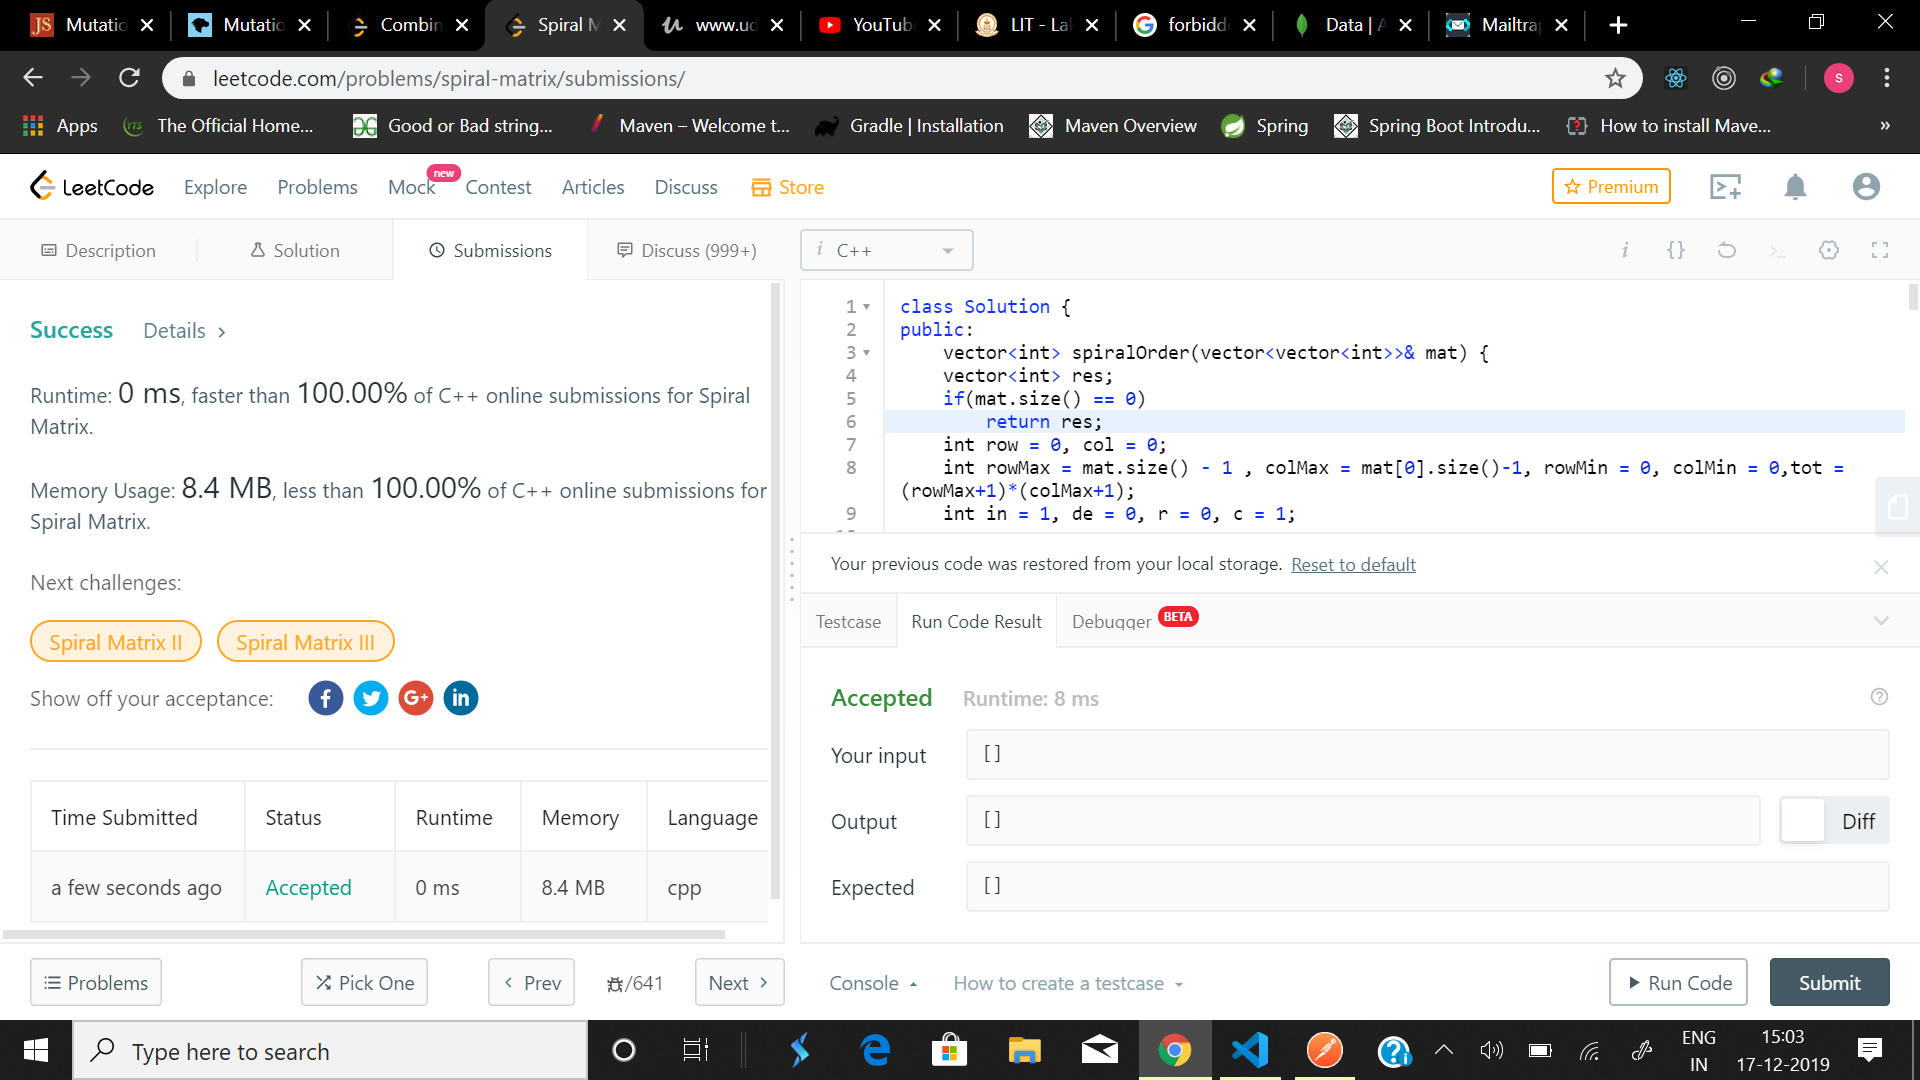 Mutatio
Mutatio
Combin
Spiral M
www.ud
YouTube
LIT - Lak
forbidde
Data | A
Mailtrap
leetcode.com/problems/spiral-matrix/submissions/
S
Apps
YTS
The Official Home...
Good or Bad string...
Maven – Welcome t...
Gradle | Installation
Maven Overview
Spring
Spring Boot Introdu...
How to install Mave...
»
LeetCode
Explore
Problems
Mock
new
Contest
Articles
Discuss
Store
Premium
Description
Solution
Submissions
Discuss (999+)
i C++
Success
Details >
Runtime: 0 ms, faster than 100.00% of C++ online submissions for Spiral
Matrix.
Memory Usage: 8.4 MB, less than 100.00% of C++ online submissions for
Spiral Matrix.
Next challenges:
Spiral Matrix II
Spiral Matrix III
Show off your acceptance:
Time Submitted Status Runtime Memory Language
a few seconds ago Accepted 0 ms 8.4 MB cpp
1 class Solution {
2 public:
3 vector<int> spiralOrder(vector<vector<int>>& mat) {
4 vector<int> res;
5 if(mat.size() == 0)
6 return res;
7 int row = 0, col = 0;
8 int rowMax = mat.size() - 1 , colMax = mat[0].size()-1, rowMin = 0, colMin = 0,tot =
(rowMax+1)*(colMax+1);
9 int in = 1, de = 0, r = 0, c = 1;
Your previous code was restored from your local storage. Reset to default
Testcase
Run Code Result
Debugger
BETA
Accepted
Runtime: 8 ms
Your input
[]
Output
[]
Diff
Expected
[]
Problems
Pick One
Prev
/641
Next
Console
How to create a testcase
Run Code
Submit
Type here to search
ENG
IN
15:03
17-12-2019